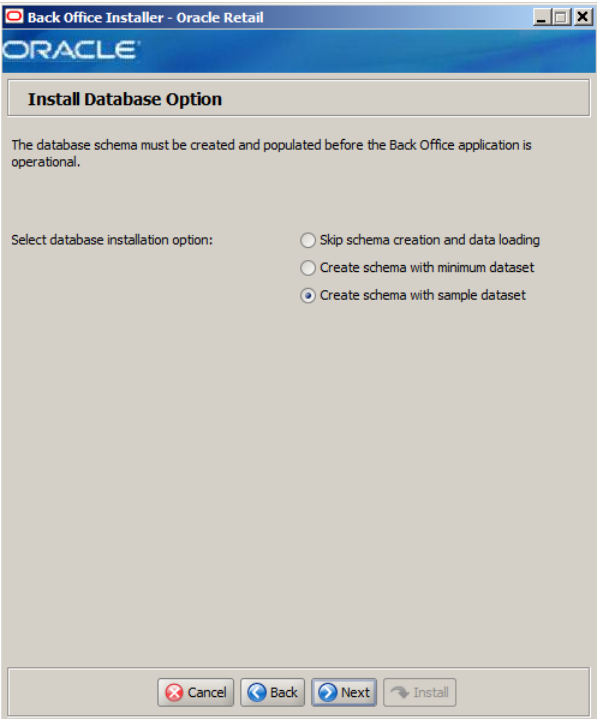 Back Office Installer - Oracle Retail
ORACLE
Install Database Option
The database schema must be created and populated before the Back Office application is
operational.
Select database installation option:
Skip schema creation and data loading
Create schema with minimum dataset
Create schema with sample dataset
Cancel Back Next Install